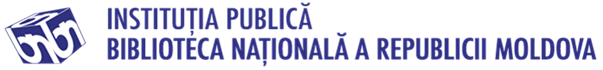 INSTITUȚIA PUBLICĂ
BIBLIOTECA NAȚIONALĂ A REPUBLICII MOLDOVA